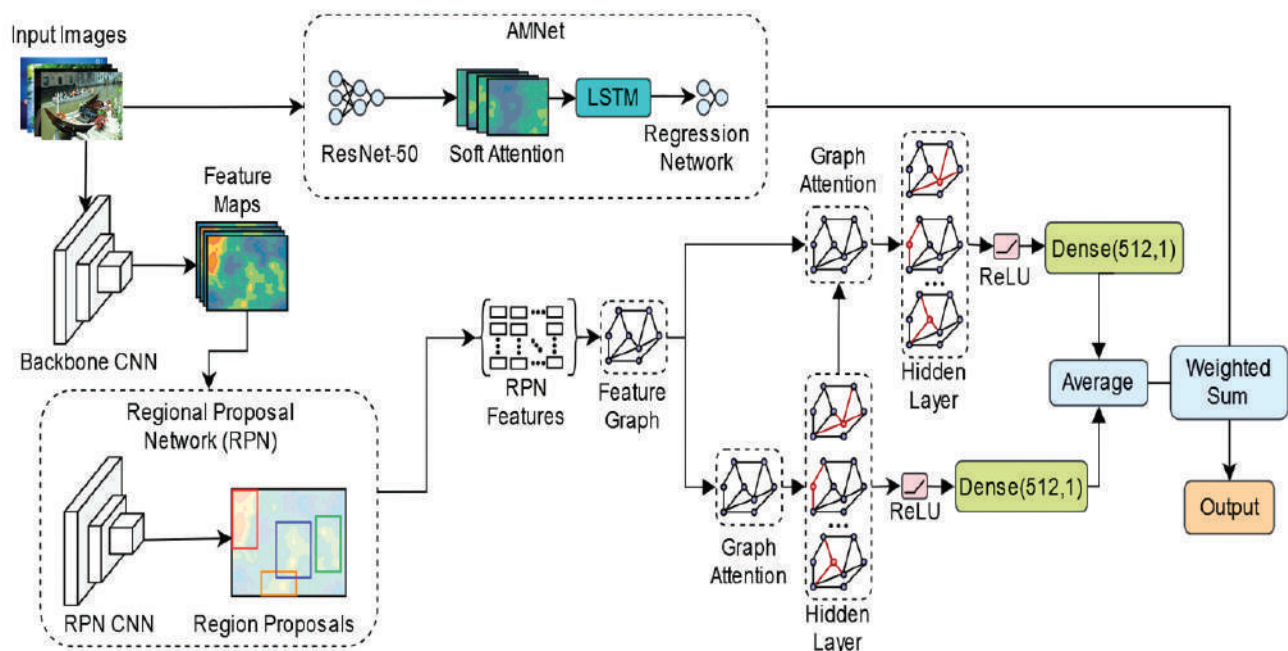 Input Images
AMNet
ResNet-50
Soft Attention
LSTM
Regression
Network
Feature
Maps
Backbone CNN
Graph
Attention
ReLU
Dense(512,1)
Hidden
Layer
RPN
Features
Feature
Graph
Average
Weighted
Sum
Regional Proposal
Network (RPN)
RPN CNN
Region Proposals
Graph
Attention
ReLU
Dense(512,1)
Hidden
Layer
Output